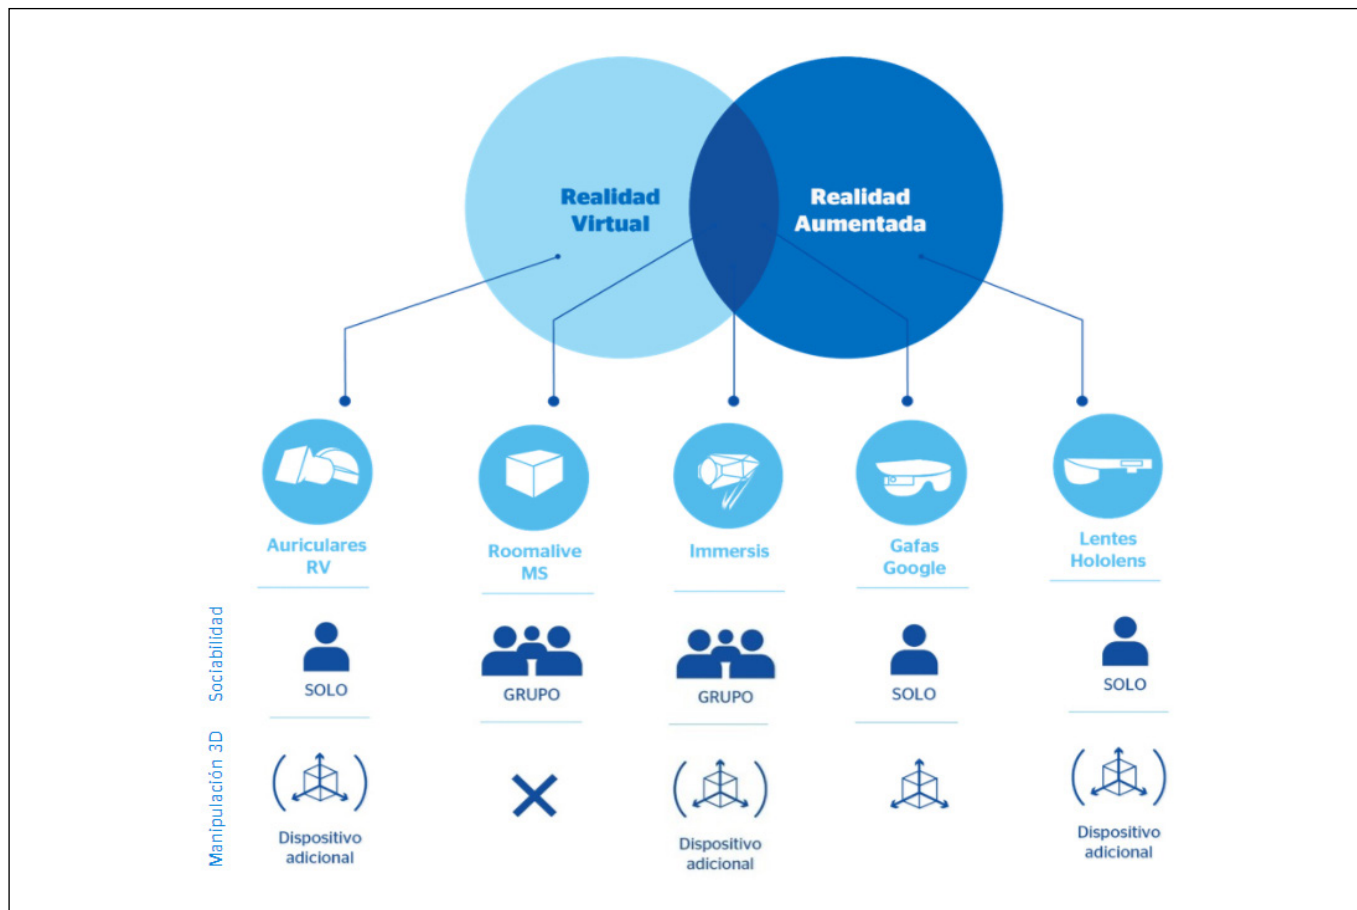 Realidad
Virtual
Realidad
Aumentada
Auriculares
RV
Roomalive
MS
Immersis
Gafas
Google
Lentes
Hololens
Sociabilidad
SOLO
GRUPO
GRUPO
SOLO
SOLO
Manipulación 3D
Dispositivo
adicional
Dispositivo
adicional
Dispositivo
adicional